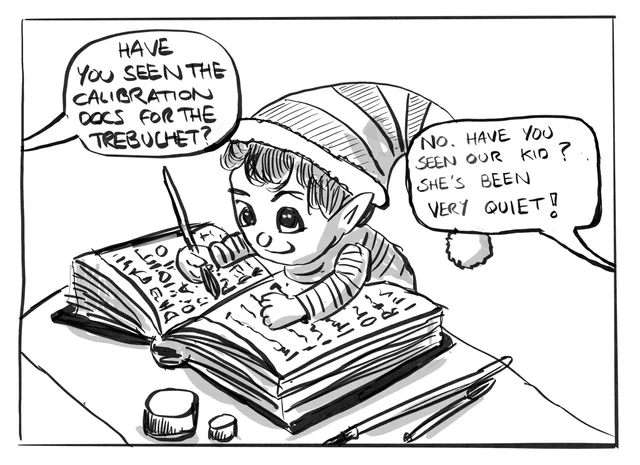 HAVE
YOU SEEN THE
CALIBRATION
DOCS FOR THE
TREBUCHET?
NO. HAVE YOU
SEEN OUR KID?
SHE'S BEEN
VERY QUIET!